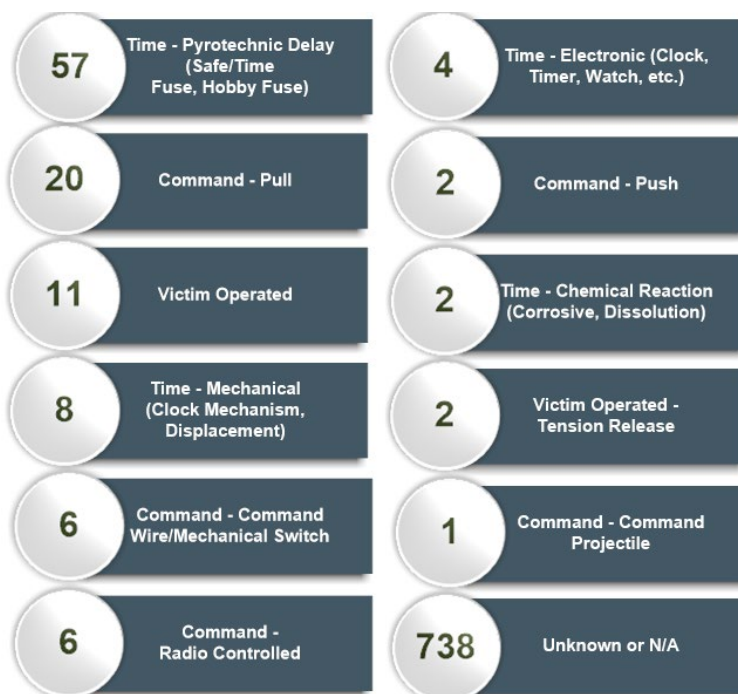 57
Time - Pyrotechnic Delay
(Safe/Time
Fuse, Hobby Fuse)
4
Time - Electronic (Clock,
Timer, Watch, etc.)
20
Command - Pull
2
Command - Push
11
Victim Operated
2
Time - Chemical Reaction
(Corrosive, Dissolution)
8
Time - Mechanical
(Clock Mechanism,
Displacement)
2
Victim Operated -
Tension Release
6
Command - Command
Wire/Mechanical Switch
1
Command - Command
Projectile
6
Command -
Radio Controlled
738
Unknown or N/A